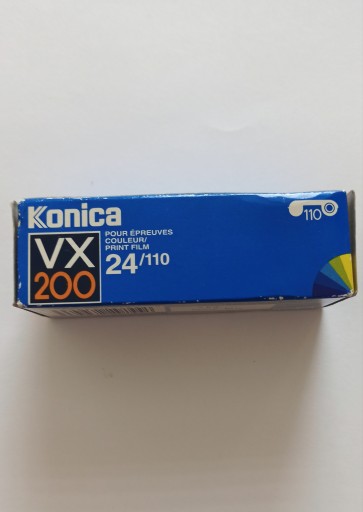 Konica
VX
200
POUR ÉPREUVES
COULEUR/
PRINT FILM
24/110
110